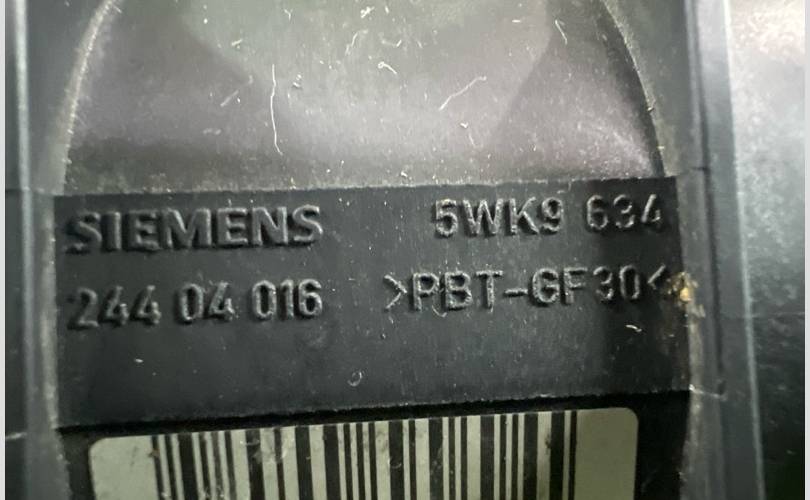 SIEMENS 5WK9 634
244 04 016 >PBT-GF30<